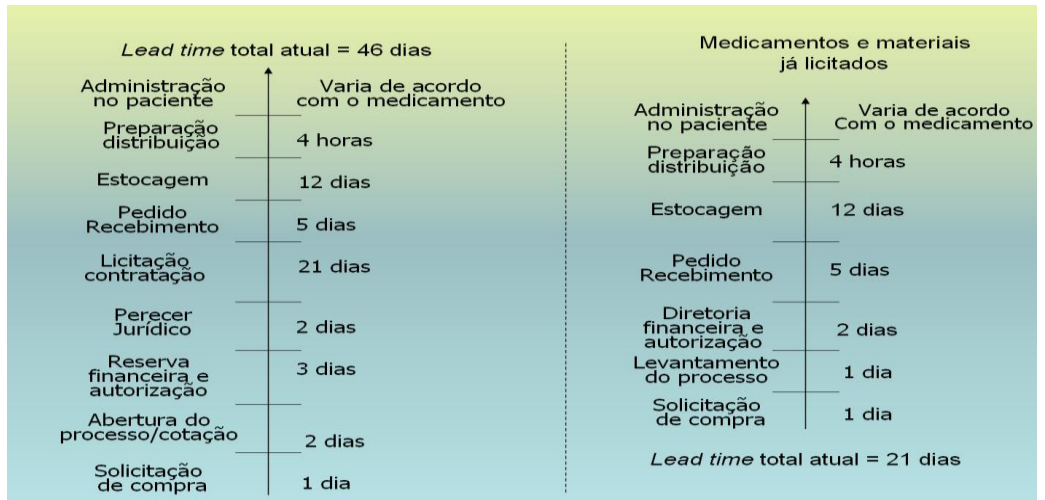 Lead time total atual = 46 dias
Administração
no paciente
Varia de acordo
com o medicamento
Preparação
distribuição
4 horas
Estocagem
12 dias
Pedido
Recebimento
5 dias
Licitação
contratação
21 dias
Perecer
Jurídico
2 dias
Reserva
financeira e
autorização
3 dias
Abertura do
processo/cotação
2 dias
Solicitação
de compra
1 dia
Medicamentos e materiais
já licitados
Administração
no paciente
Varia de acordo
Com o medicamento
Preparação
distribuição
4 horas
Estocagem
12 dias
Pedido
Recebimento
5 dias
Diretoria
financeira e
autorização
2 dias
Levantamento
do processo
1 dia
Solicitação
de compra
1 dia
Lead time total atual = 21 dias